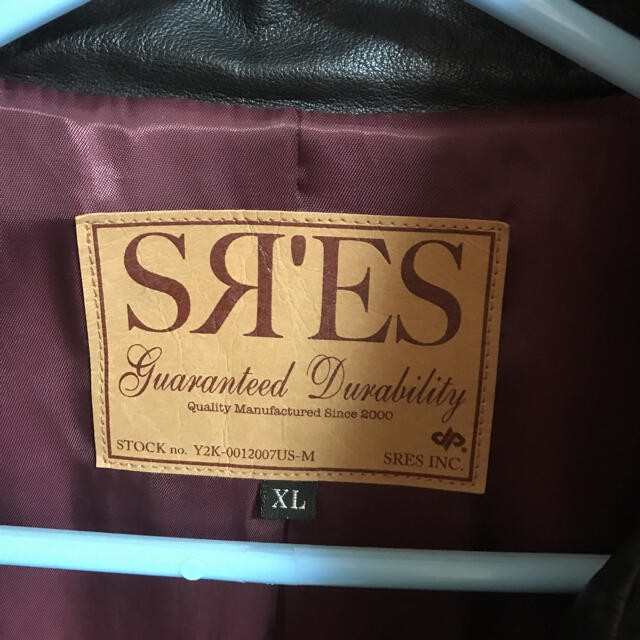 SЯ'ES
Guaranteed Durability
Quality Manufactured Since 2000
STOCK no. Y2K-0012007US-M
SRES INC.
XL